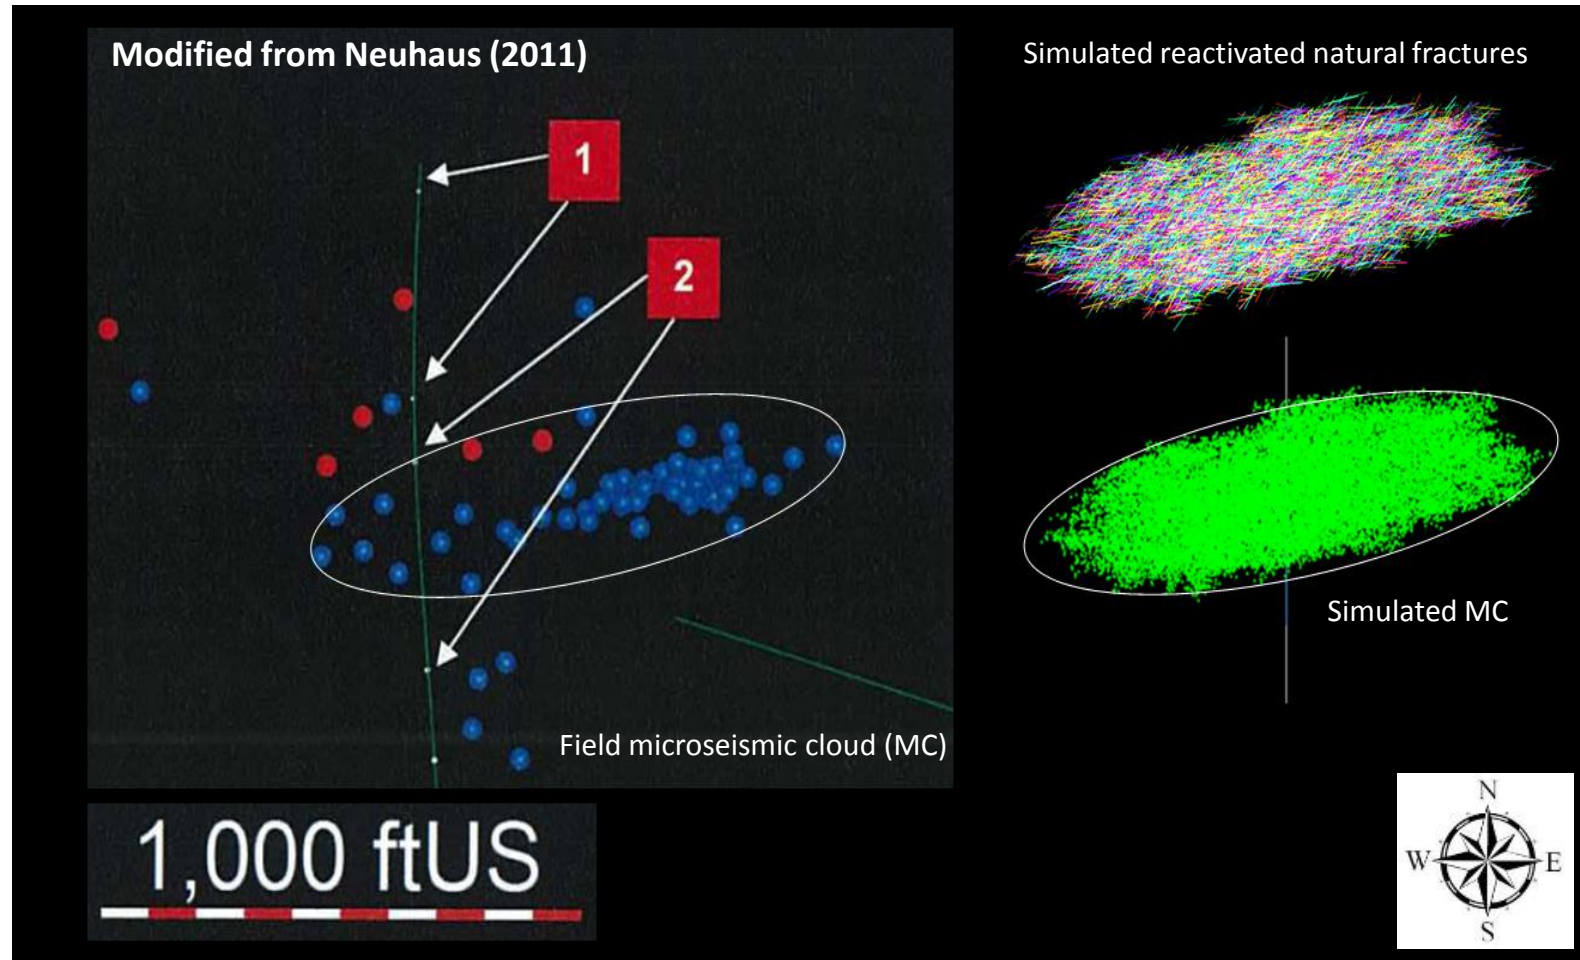 Modified from Neuhaus (2011)
Simulated reactivated natural fractures
1
2
Simulated MC
Field microseismic cloud (MC)
1,000 ftUS
N
W E
S